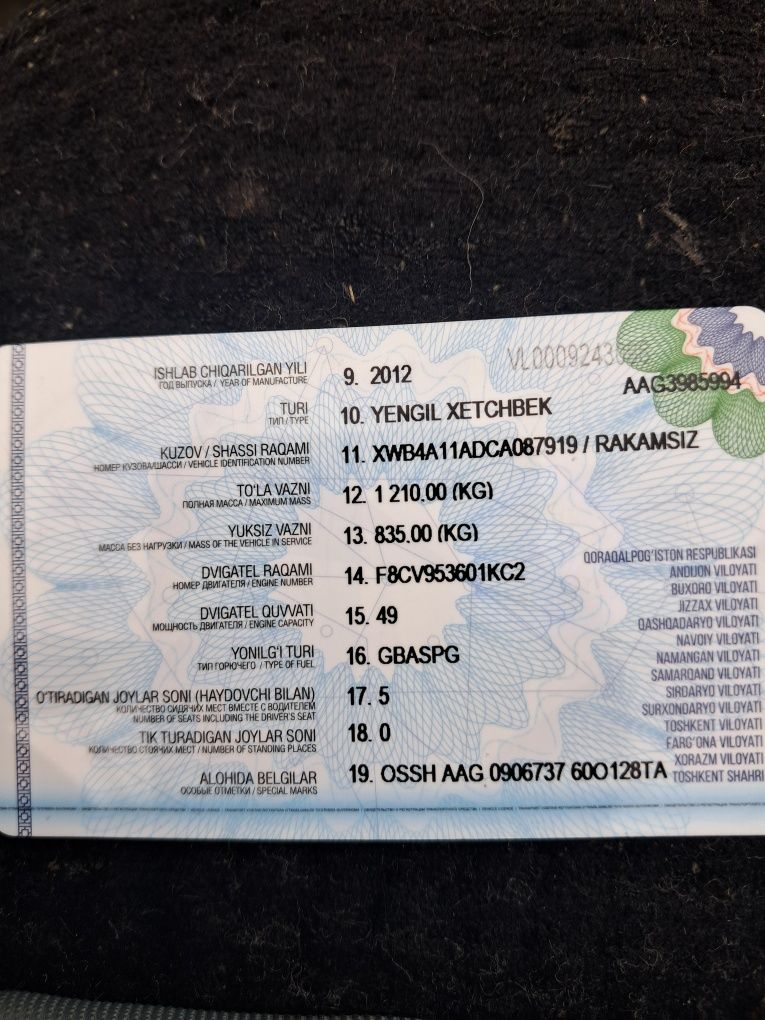 VL0009243
AAG3985994
ISHLAB CHIQARILGAN YILI 9. 2012
ГОД ВЫПУСКА / YEAR OF MANUFACTURE
TURI 10. YENGIL XETCHBEK
ТИП / TYPE
KUZOV / SHASSI RAQAMI 11. XWB4A11ADCA087919 / RAKAMSIZ
НОМЕР КУЗОВА/ШАССИ / VEHICLE IDENTIFICATION NUMBER
TO'LA VAZNI 12. 1 210.00 (KG)
ПОЛНАЯ МАССА / MAXIMUM MASS
YUKSIZ VAZNI 13. 835.00 (KG)
МАССА БЕЗ НАГРУЗКИ / MASS OF THE VEHICLE IN SERVICE
DVIGATEL RAQAMI 14. F8CV953601KC2
НОМЕР ДВИГАТЕЛЯ / ENGINE NUMBER
DVIGATEL QUVVATI 15. 49
МОЩНОСТЬ ДВИГАТЕЛЯ / ENGINE CAPACITY
YONILG'I TURI 16. GBASPG
ТИП ГОРЮЧЕГО / TYPE OF FUEL
O'TIRADIGAN JOYLAR SONI (HAYDOVCHI BILAN) 17. 5
КОЛИЧЕСТВО СИДЯЧИХ МЕСТ ВМЕСТЕ С ВОДИТЕЛЕМ
NUMBER OF SEATS INCLUDING THE DRIVER'S SEAT
TIK TURADIGAN JOYLAR SONI 18. 0
КОЛИЧЕСТВО СТОЯЧИХ МЕСТ / NUMBER OF STANDING PLACES
ALOHIDA BELGILAR 19. OSSH AAG 0906737 60O128TA
ОСОБЫЕ ОТМЕТКИ / SPECIAL MARKS
QORAQALPOG'ISTON RESPUBLIKASI
ANDIJON VILOYATI
BUXORO VILOYATI
JIZZAX VILOYATI
QASHQADARYO VILOYATI
NAVOIY VILOYATI
NAMANGAN VILOYATI
SAMARQAND VILOYATI
SIRDARYO VILOYATI
SURXONDARYO VILOYATI
TOSHKENT VILOYATI
FARG'ONA VILOYATI
XORAZM VILOYATI
TOSHKENT SHAHRI